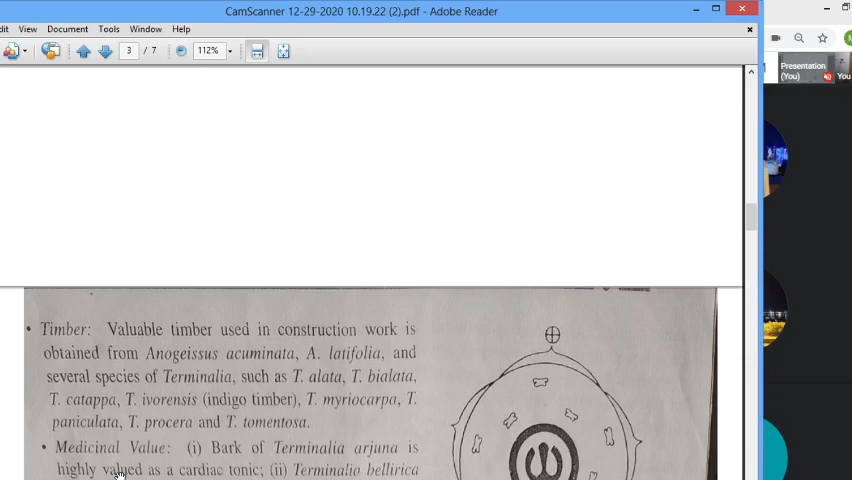 CamScanner 12-29-2020 10.19.22 (2).pdf - Adobe Reader
View Document Tools Window Help
3 / 7 112%
Presentation
(You)
You
• Timber: Valuable timber used in construction work is
obtained from Anogeissus acuminata, A. latifolia, and
several species of Terminalia, such as T. alata, T. bialata,
T. catappa, T. ivorensis (indigo timber), T. myriocarpa, T.
paniculata, T. procera and T. tomentosa.
• Medicinal Value: (i) Bark of Terminalia arjuna is
highly valued as a cardiac tonic; (ii) Terminalia bellirica